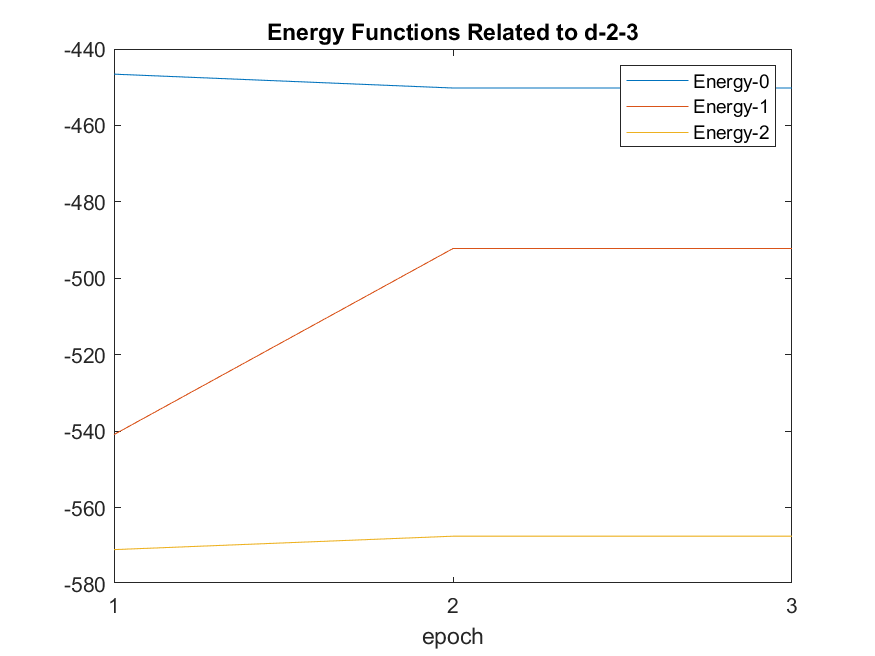 Energy Functions Related to d-2-3
-440
-460
-480
-500
-520
-540
-560
-580
Energy-0
Energy-1
Energy-2
1
2
3
epoch